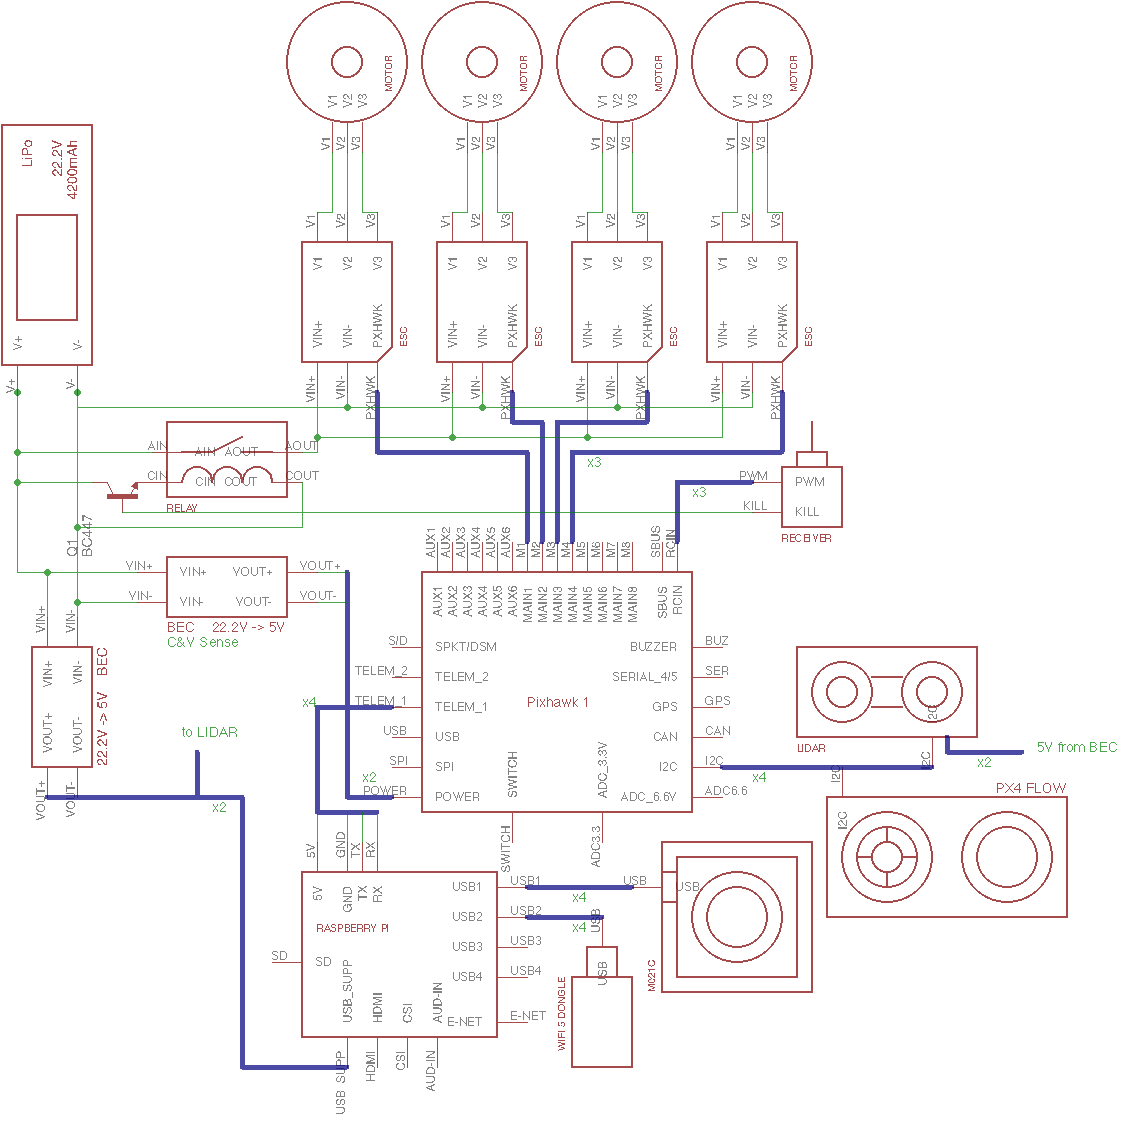 MOTOR
MOTOR
MOTOR
MOTOR
V1 V2 V3
V1 V2 V3
V1 V2 V3
V1 V2 V3
V1 V2 V3
V1 V2 V3
V1 V2 V3
V1 V2 V3
LiPo
22.2V
4200mAh
V+ V-
V+ V-
V1 V2 V3
V1 V2 V3
V1 V2 V3
V1 V2 V3
V1 V2 V3
V1 V2 V3
V1 V2 V3
V1 V2 V3
VIN+ VIN- PXHWK
VIN+ VIN- PXHWK
VIN+ VIN- PXHWK
VIN+ VIN- PXHWK
ESC
ESC
ESC
ESC
VIN+ VIN- PXHWK
VIN+ VIN- PXHWK
VIN+ VIN- PXHWK
VIN+ VIN- PXHWK
AIN AIN AOUT AOUT
CIN CIN COUT COUT
RELAY
Q1
BC447
x3
x3
PWM PWM
KILL KILL
RECEIVER
VIN+ VIN+ VOUT+ VOUT+
VIN- VIN- VOUT- VOUT-
BEC 22.2V -> 5V
C&V Sense
VIN+ VIN-
VIN+ VIN-
VOUT+ VOUT-
VOUT+ VOUT-
22.2V -> 5V BEC
to LIDAR
x2
AUX1 AUX2 AUX3 AUX4 AUX5 AUX6 M1 M2 M3 M4 M5 M6 M7 M8 SBUS RCIN
AUX1 AUX2 AUX3 AUX4 AUX5 AUX6 MAIN1 MAIN2 MAIN3 MAIN4 MAIN5 MAIN6 MAIN7 MAIN8 SBUS RCIN
S/D SPKT/DSM BUZZER BUZ
TELEM_2 TELEM_2 SERIAL_4/5 SER
x4 TELEM_1 TELEM_1 Pixhawk 1 GPS GPS
USB USB CAN CAN
SPI SPI I2C I2C
x2
POWER POWER ADC_6.6V ADC6.6
SWITCH ADC_3.3V
SWITCH ADC3.3
x4
I2C
I2C
LIDAR
5V from BEC
x2
I2C
I2C
PX4 FLOW
5V GND TX RX
5V GND TX RX
RASPBERRY PI
USB1 USB1 USB USB
x4
USB2 USB2 USB
x4
USB3 USB3
USB4 USB4
E-NET E-NET
SD SD
USB_SUPP HDMI CSI AUD-IN
USB SUPP HDMI CSI AUD-IN
USB
WIFI 5 DONGLE
M021C